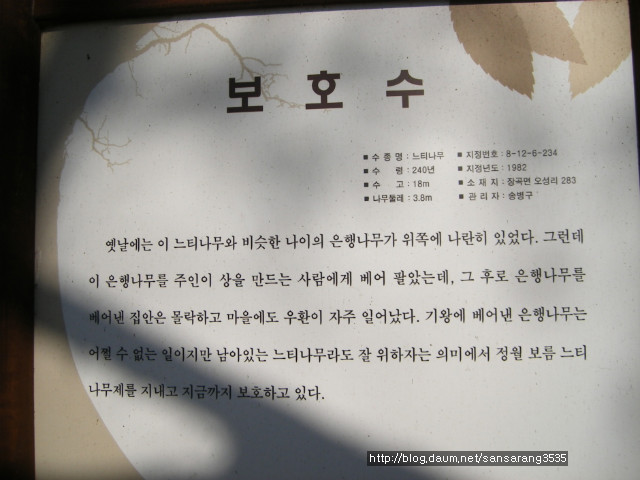 보호수
■ 수 종 명 : 느티나무 ■ 지정번호 : 8-12-6-234
■ 수 령 : 240년 ■ 지정년도 : 1982
■ 수 고 : 18m ■ 소 재 지 : 장곡면 오성리 283
■ 나무둘레 : 3.8m ■ 관 리 자 : 송병구
옛날에는 이 느티나무와 비슷한 나이의 은행나무가 위쪽에 나란히 있었다. 그런데
이 은행나무를 주인이 상을 만드는 사람에게 베어 팔았는데, 그 후로 은행나무를
베어낸 집안은 몰락하고 마을에도 우환이 자주 일어났다. 기왕에 베어낸 은행나무는
어쩔 수 없는 일이지만 남아있는 느티나무라도 잘 위하자는 의미에서 정월 보름 느티
나무제를 지내고 지금까지 보호하고 있다.
http://blog.daum.net/sansarang3535